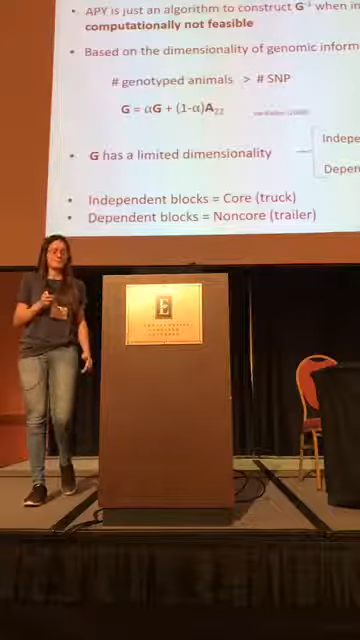 • APY is just an algorithm to construct G⁻¹ when in
computationally not feasible
• Based on the dimensionality of genomic inform
# genotyped animals > # SNP
G = αG + (1-α)A₂₂
• G has a limited dimensionality
Indepe
Depen
• Independent blocks = Core (truck)
• Dependent blocks = Noncore (trailer)
E